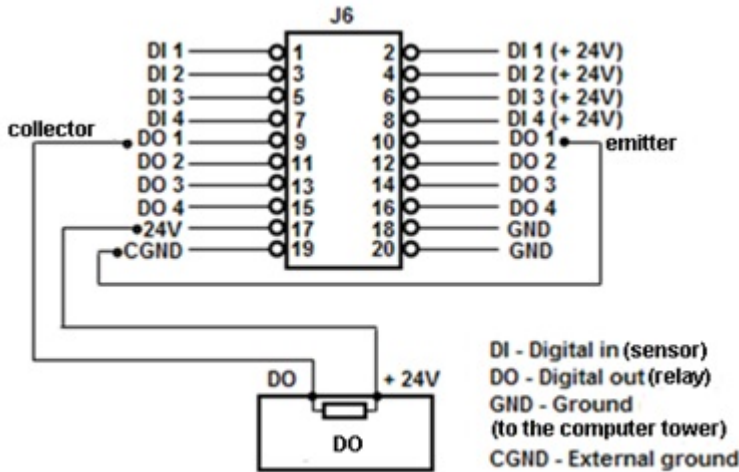 J6
DI 1 1 2 DI 1 (+ 24V)
DI 2 3 4 DI 2 (+ 24V)
DI 3 5 6 DI 3 (+ 24V)
DI 4 7 8 DI 4 (+ 24V)
collector DO 1 9 10 DO 1 emitter
DO 2 11 12 DO 2
DO 3 13 14 DO 3
DO 4 15 16 DO 4
24V 17 18 GND
CGND 19 20 GND
DO + 24V
DO
DI - Digital in (sensor)
DO - Digital out (relay)
GND - Ground
(to the computer tower)
CGND - External ground